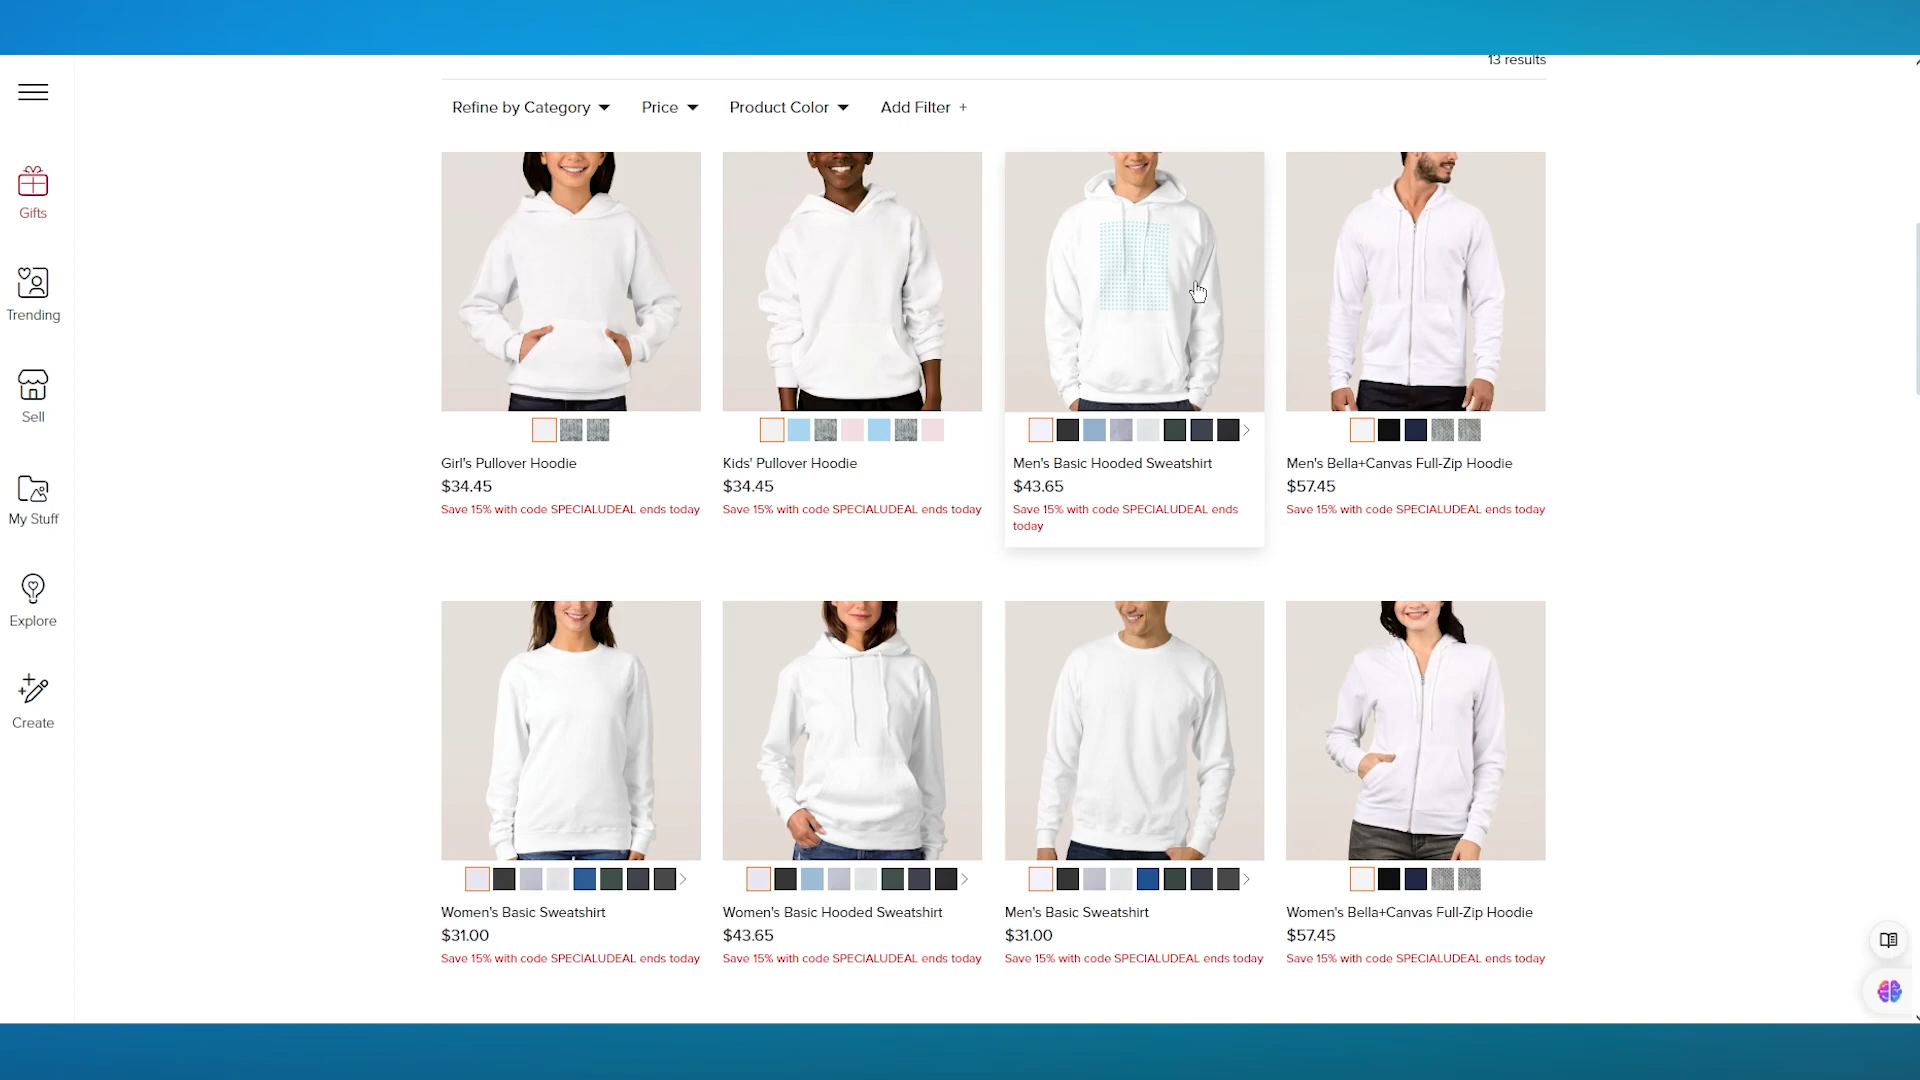 13 results
Refine by Category
Price
Product Color
Add Filter +
Gifts
Trending
Sell
My Stuff
Explore
Create
Girl's Pullover Hoodie
$34.45
Save 15% with code SPECIALUDEAL ends today
Kids' Pullover Hoodie
$34.45
Save 15% with code SPECIALUDEAL ends today
Men's Basic Hooded Sweatshirt
$43.65
Save 15% with code SPECIALUDEAL ends
today
Men's Bella+Canvas Full-Zip Hoodie
$57.45
Save 15% with code SPECIALUDEAL ends today
Women's Basic Sweatshirt
$31.00
Save 15% with code SPECIALUDEAL ends today
Women's Basic Hooded Sweatshirt
$43.65
Save 15% with code SPECIALUDEAL ends today
Men's Basic Sweatshirt
$31.00
Save 15% with code SPECIALUDEAL ends today
Women's Bella+Canvas Full-Zip Hoodie
$57.45
Save 15% with code SPECIALUDEAL ends today